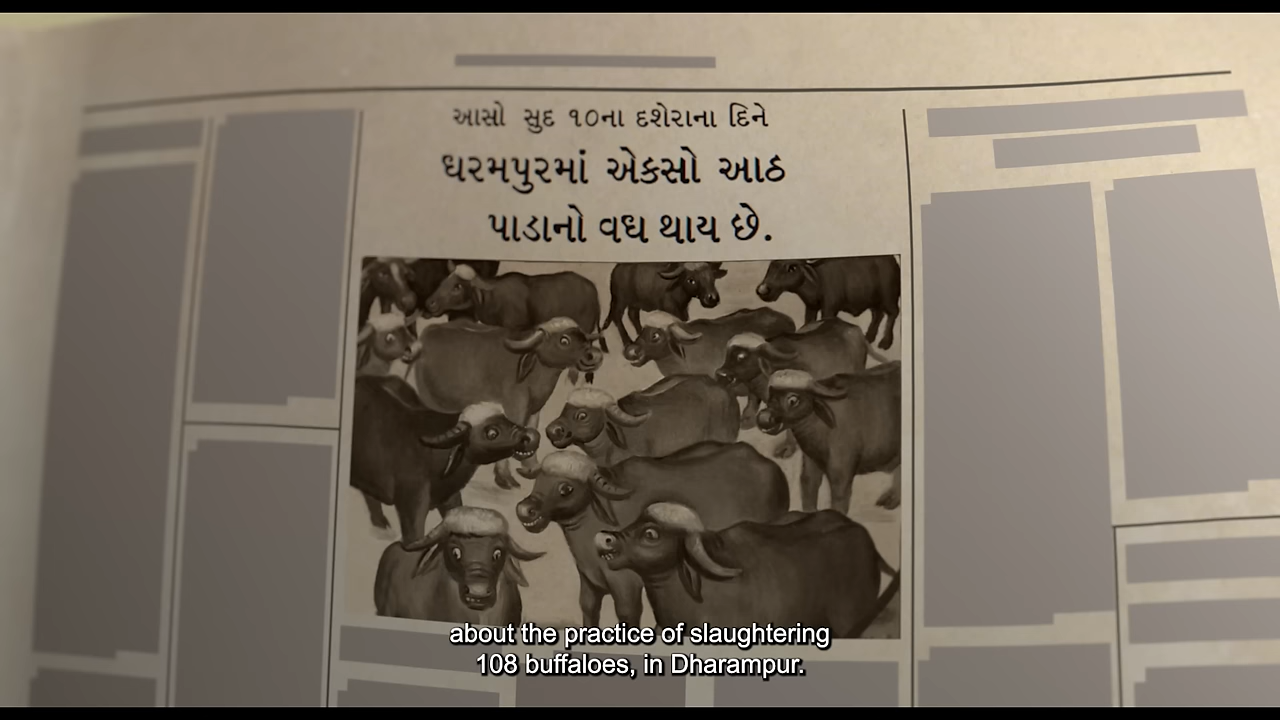 આસો સુદ ૧૦ના દશેરાના દિને
ધરમપુરમાં એકસો આઠ
પાડાનો વધ થાય છે.
about the practice of slaughtering
108 buffaloes, in Dharampur.